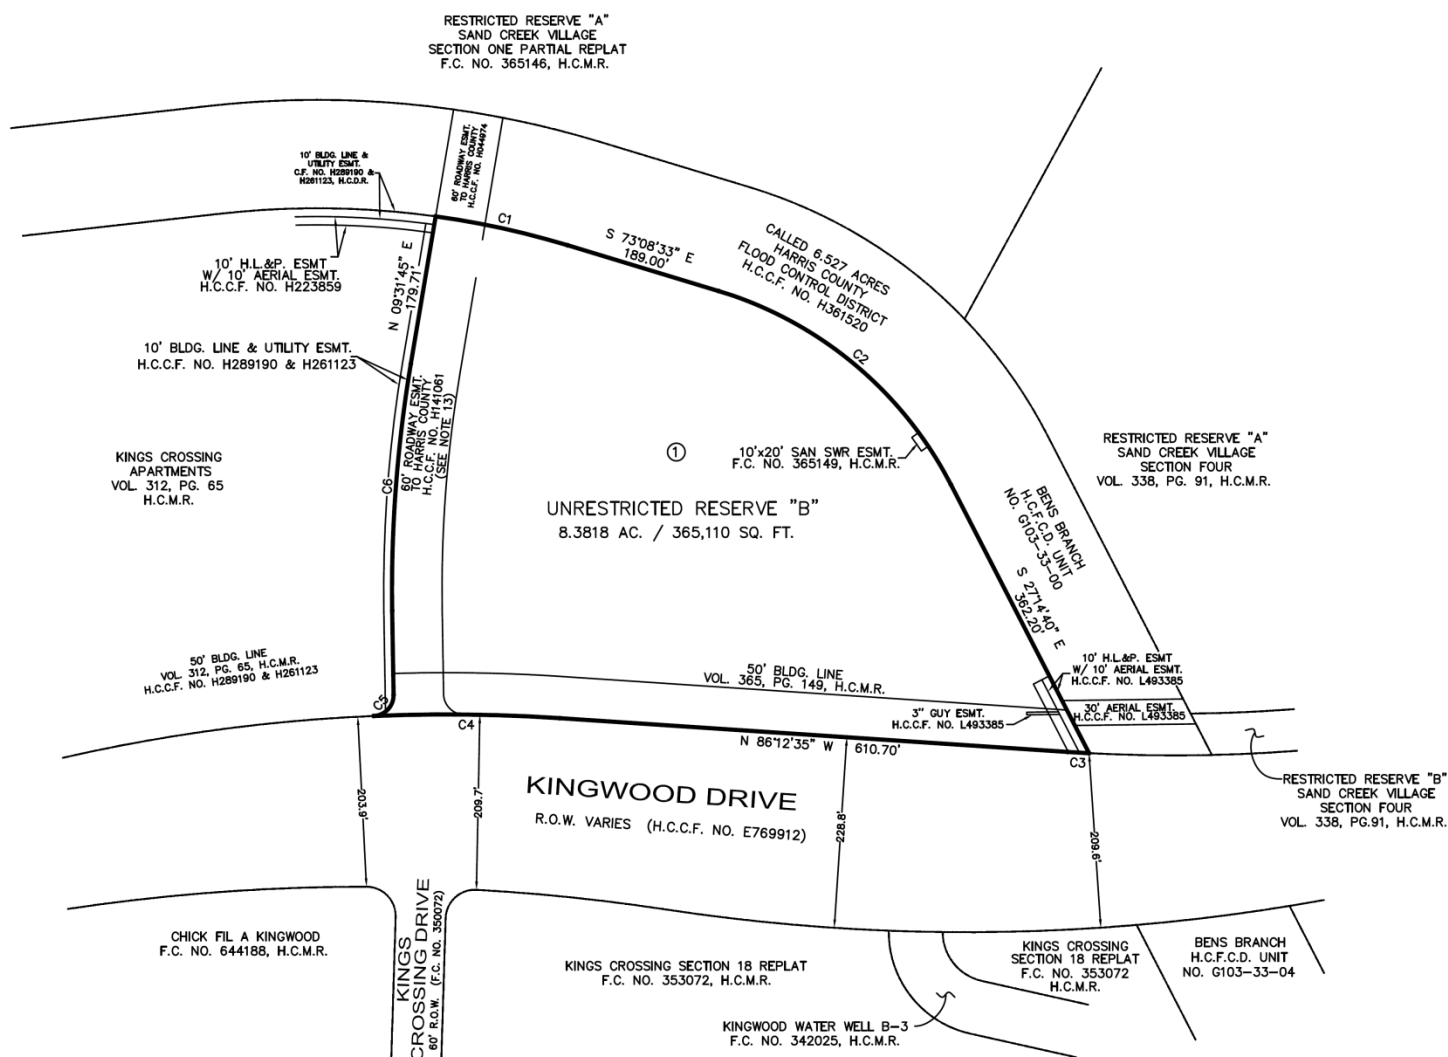 RESTRICTED RESERVE "A"
SAND CREEK VILLAGE
SECTION ONE PARTIAL REPLAT
F.C. NO. 365146, H.C.M.R.
60' ROADWAY ESMT.
TO HARRIS COUNTY
H.C.C.F. NO. H044974
10' BLDG. LINE &
UTILITY ESMT.
C.F. NO. H289190 &
H261123, H.C.D.R.
10' H.L.&P. ESMT
W/ 10' AERIAL ESMT.
H.C.C.F. NO. H223859
N 09°31'45" E
179.71'
C1
S 73°08'33" E
189.00'
CALLED 6.527 ACRES
HARRIS COUNTY
FLOOD CONTROL DISTRICT
H.C.C.F. NO. H361520
C2
10' BLDG. LINE & UTILITY ESMT.
H.C.C.F. NO. H289190 & H261123
60' ROADWAY ESMT.
TO HARRIS COUNTY
H.C.C.F. NO. H141061
(SEE NOTE 13)
KINGS CROSSING
APARTMENTS
VOL. 312, PG. 65
H.C.M.R.
C6
1
10'x20' SAN SWR ESMT.
F.C. NO. 365149, H.C.M.R.
UNRESTRICTED RESERVE "B"
8.3818 AC. / 365,110 SQ. FT.
RESTRICTED RESERVE "A"
SAND CREEK VILLAGE
SECTION FOUR
VOL. 338, PG. 91, H.C.M.R.
BENS BRANCH
H.C.F.C.D. UNIT
NO. G103-33-00
S 27°14'40" E
362.20'
50' BLDG. LINE
VOL. 312, PG. 65, H.C.M.R.
H.C.C.F. NO. H289190 & H261123
C5
50' BLDG. LINE
VOL. 365, PG. 149, H.C.M.R.
10' H.L.&P. ESMT
W/ 10' AERIAL ESMT.
H.C.C.F. NO. L493385
3" GUY ESMT.
H.C.C.F. NO. L493385
30' AERIAL ESMT.
H.C.C.F. NO. L493385
C4
N 86°12'35" W 610.70'
C3
RESTRICTED RESERVE "B"
SAND CREEK VILLAGE
SECTION FOUR
VOL. 338, PG.91, H.C.M.R.
203.9'
209.7'
KINGWOOD DRIVE
R.O.W. VARIES (H.C.C.F. NO. E769912)
228.8'
209.6'
CHICK FIL A KINGWOOD
F.C. NO. 644188, H.C.M.R.
KINGS
CROSSING DRIVE
60' R.O.W. (F.C. NO. 350072)
KINGS CROSSING SECTION 18 REPLAT
F.C. NO. 353072, H.C.M.R.
KINGS CROSSING
SECTION 18 REPLAT
F.C. NO. 353072
H.C.M.R.
BENS BRANCH
H.C.F.C.D. UNIT
NO. G103-33-04
KINGWOOD WATER WELL B-3
F.C. NO. 342025, H.C.M.R.